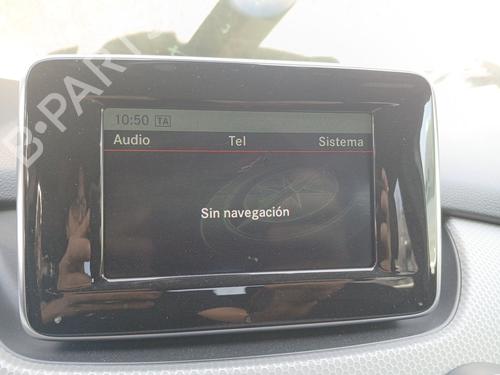 10:50 TA
Audio Tel Sistema
Sin navegación
B-PARTS